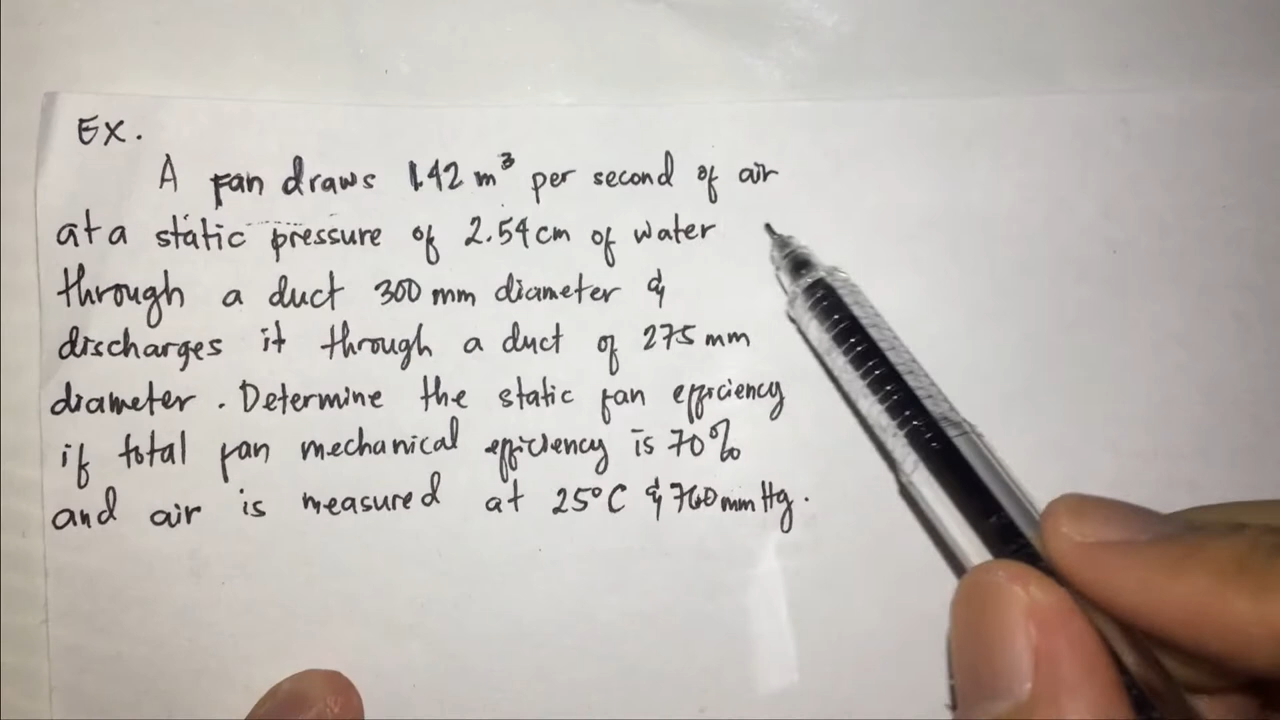 Ex.
A fan draws 1.42 m³ per second of air
at a static pressure of 2.54 cm of water
through a duct 300 mm diameter &
discharges it through a duct of 275 mm
diameter. Determine the static fan efficiency
if total fan mechanical efficiency is 70%
and air is measured at 25°C & 760 mm Hg.